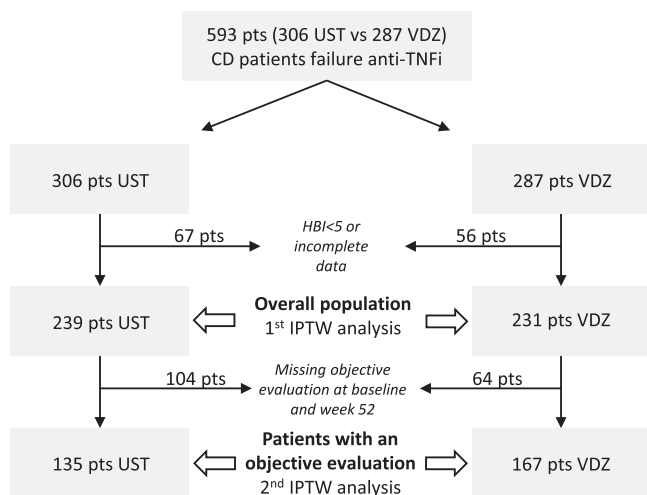 593 pts (306 UST vs 287 VDZ)
CD patients failure anti-TNFi
306 pts UST
287 pts VDZ
67 pts
HBI<5 or
incomplete
data
56 pts
239 pts UST
Overall population
1st IPTW analysis
231 pts VDZ
104 pts
Missing objective
evaluation at baseline
and week 52
64 pts
135 pts UST
Patients with an
objective evaluation
2nd IPTW analysis
167 pts VDZ